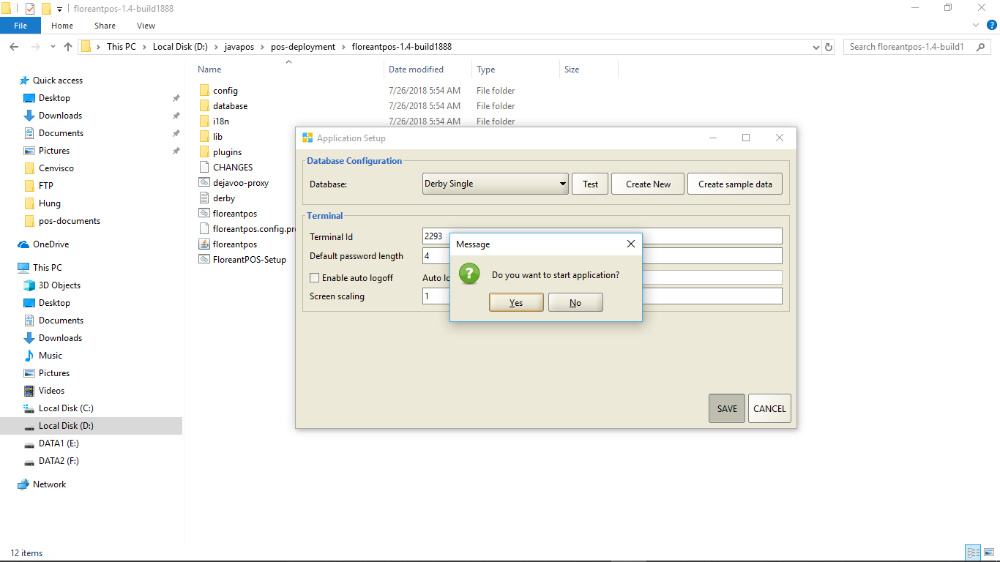 floreantpos-1.4-build1888
File Home Share View
This PC Local Disk (D:) javapos pos-deployment floreantpos-1.4-build1888
Search floreantpos-1.4-build1
Quick access
Desktop
Downloads
Documents
Pictures
Cenvisco
FTP
Hung
pos-documents
OneDrive
This PC
3D Objects
Desktop
Documents
Downloads
Music
Pictures
Videos
Local Disk (C:)
Local Disk (D:)
DATA1 (E:)
DATA2 (F:)
Network
Name Date modified Type Size
config 7/26/2018 5:54 AM File folder
database 7/26/2018 5:54 AM File folder
i18n 7/26/2018 5:54 AM File folder
lib
plugins
CHANGES
dejavoo-proxy
derby
floreantpos
floreantpos.config.pr
floreantpos
FloreantPOS-Setup
Application Setup
Database Configuration
Database: Derby Single Test Create New Create sample data
Terminal
Terminal Id 2293
Default password length 4
Enable auto logoff Auto lo
Screen scaling 1
Message
Do you want to start application?
Yes No
SAVE CANCEL
12 items